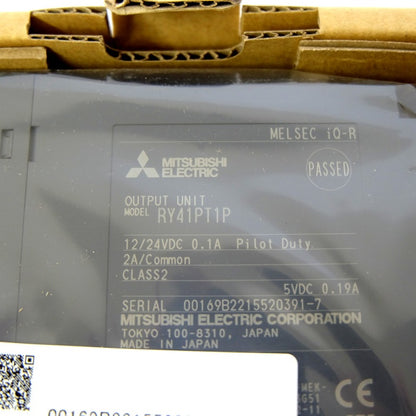 MELSEC iQ-R
MITSUBISHI
ELECTRIC
PASSED
OUTPUT UNIT
MODEL RY41PT1P
12/24VDC 0.1A Pilot Duty
2A/Common
CLASS2
5VDC 0.19A
SERIAL 00169B2215520391-7
MITSUBISHI ELECTRIC CORPORATION
TOKYO 100-8310, JAPAN
MADE IN JAPAN
CE